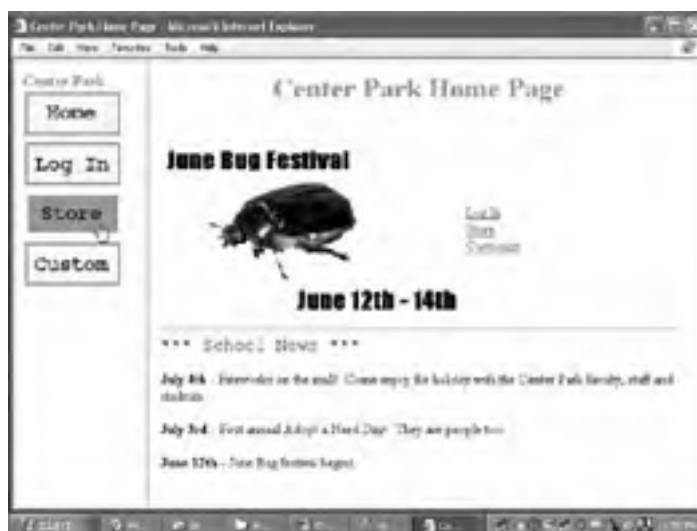 Center Park Home Page - Microsoft Internet Explorer
File Edit View Favorites Tools Help
Center Park
Home
Log In
Store
Custom
Center Park Home Page
June Bug Festival
Log In
Store
June 12th - 14th
*** School News ***
July 4th - Fireworks on the mall! Come enjoy the holiday with the Center Park faculty, staff and
students.
July 3rd - First annual Adopt a Nerd Day. They are people too.
June 12th - June Bug festival begins.